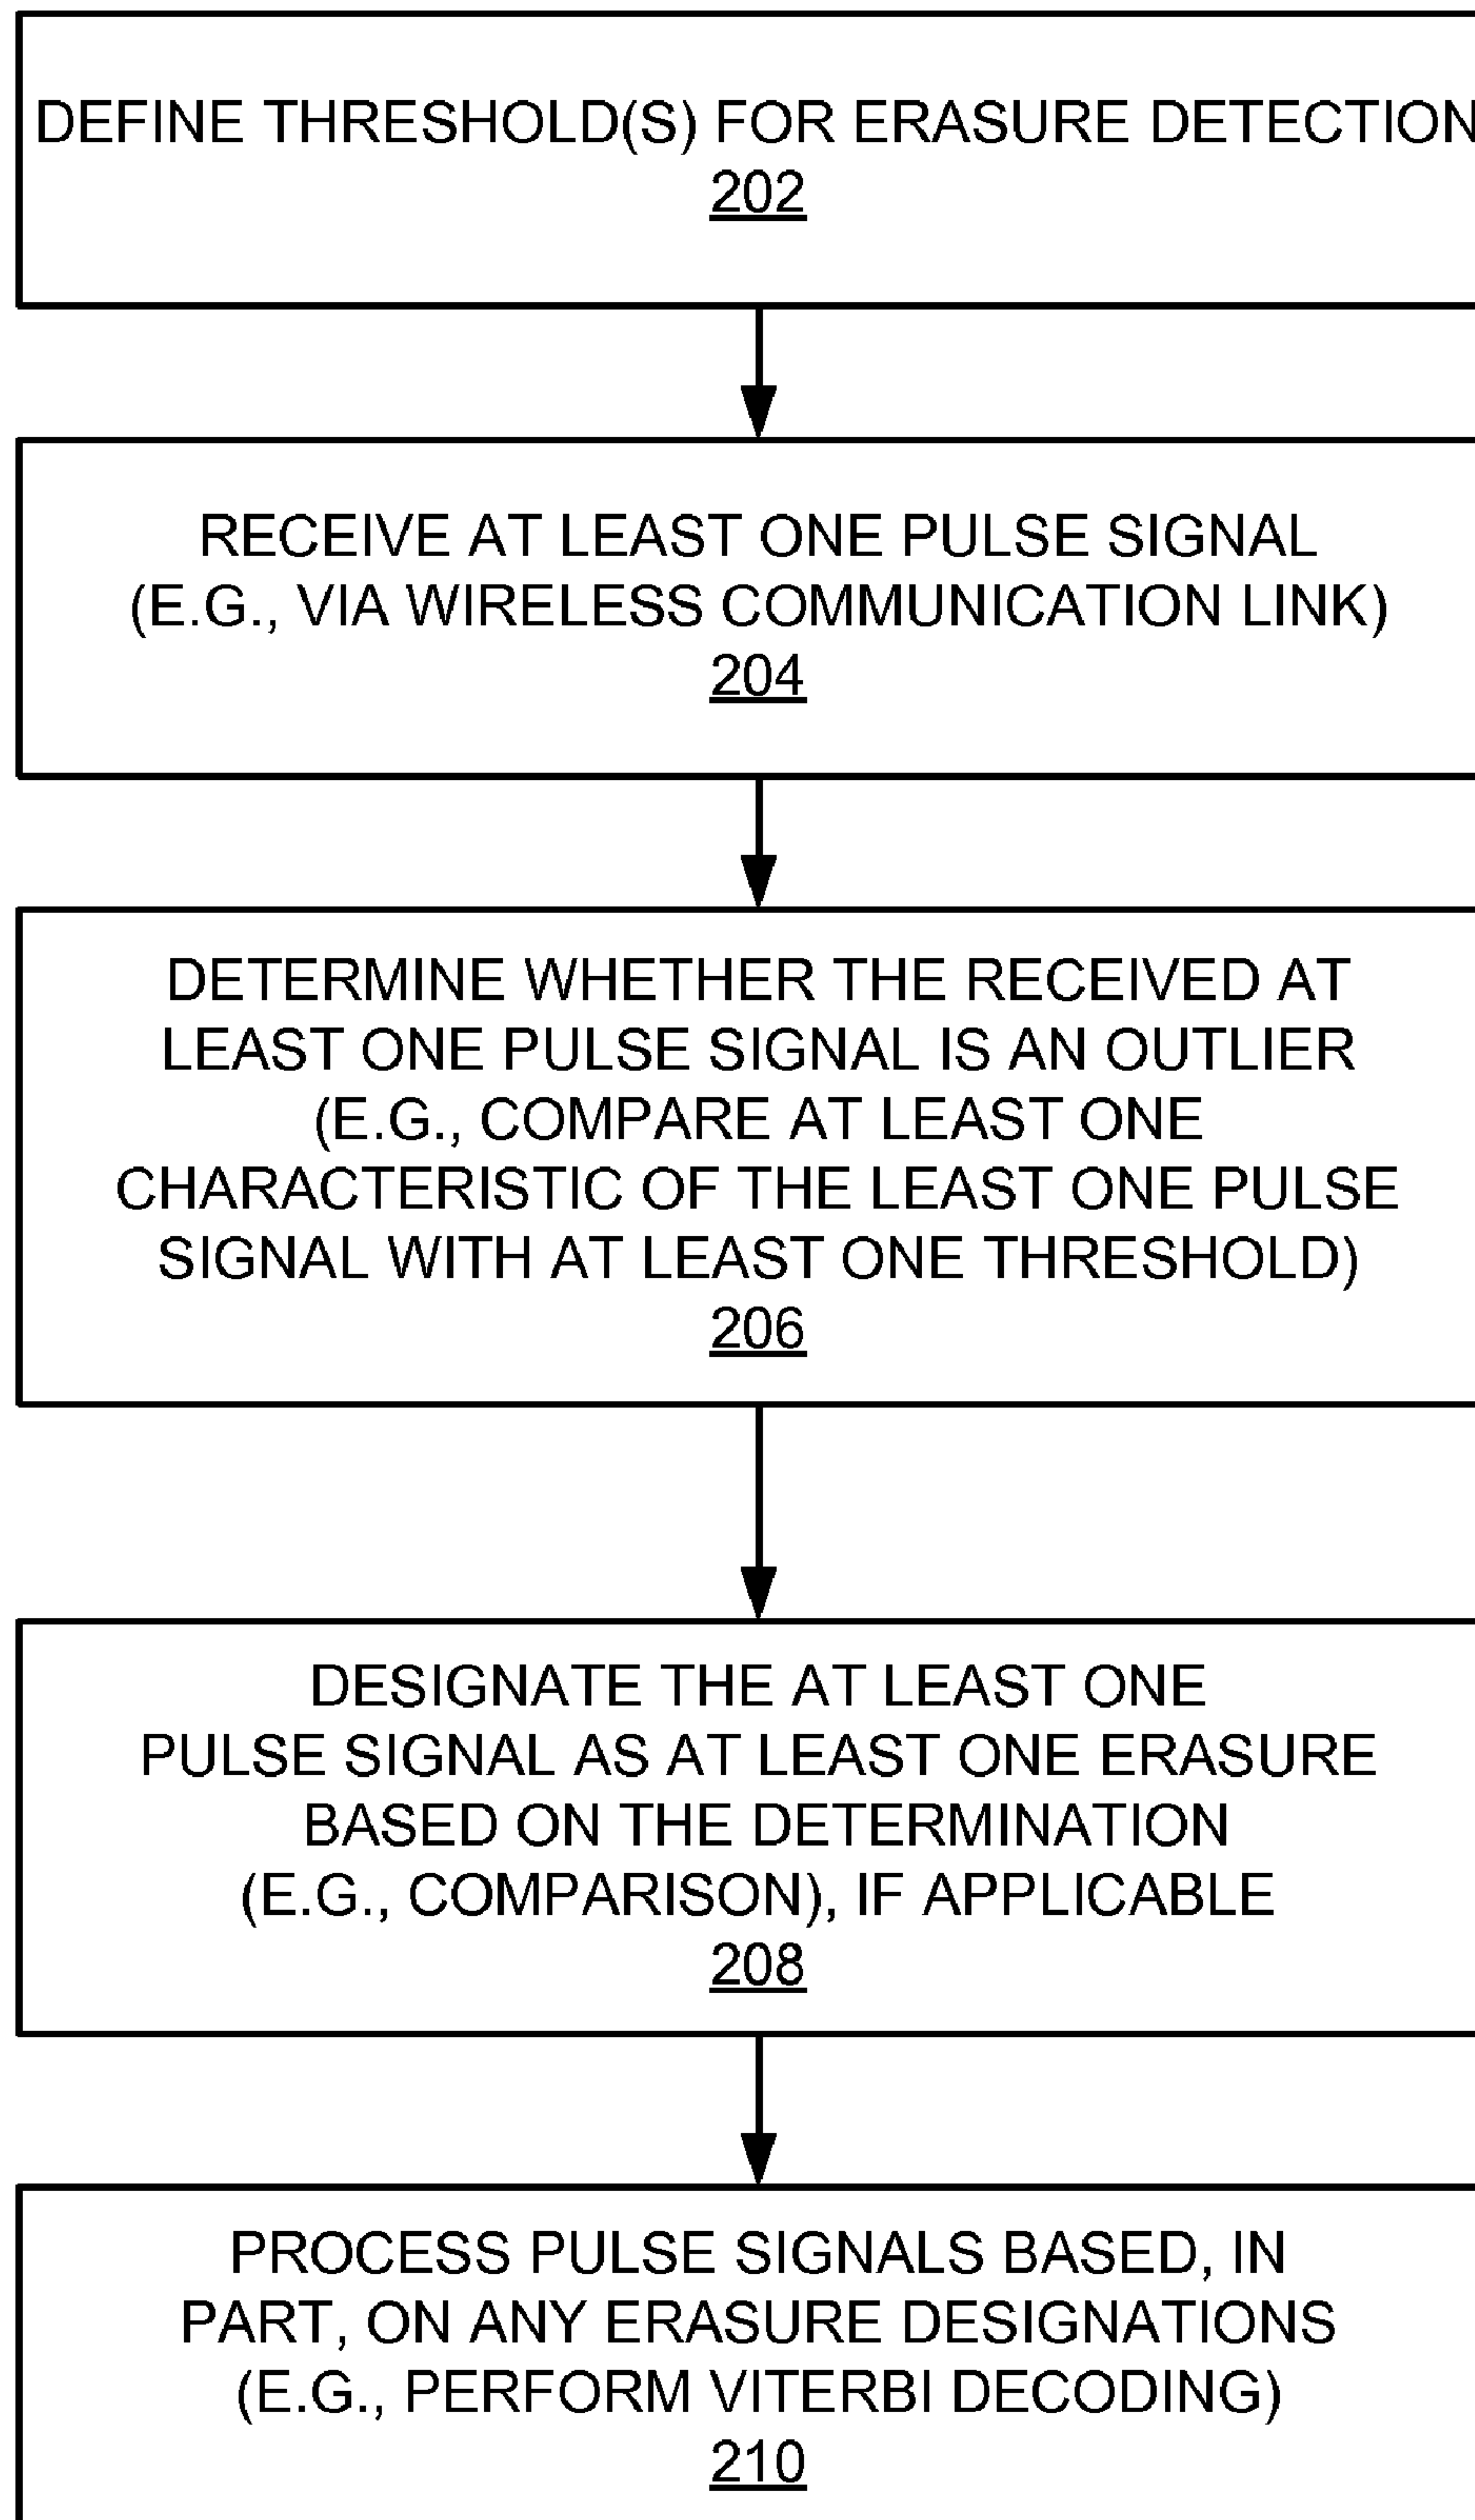 DEFINE THRESHOLD(S) FOR ERASURE DETECTION
202
RECEIVE AT LEAST ONE PULSE SIGNAL
(E.G., VIA WIRELESS COMMUNICATION LINK)
204
DETERMINE WHETHER THE RECEIVED AT
LEAST ONE PULSE SIGNAL IS AN OUTLIER
(E.G., COMPARE AT LEAST ONE
CHARACTERISTIC OF THE LEAST ONE PULSE
SIGNAL WITH AT LEAST ONE THRESHOLD)
206
DESIGNATE THE AT LEAST ONE
PULSE SIGNAL AS AT LEAST ONE ERASURE
BASED ON THE DETERMINATION
(E.G., COMPARISON), IF APPLICABLE
208
PROCESS PULSE SIGNALS BASED, IN
PART, ON ANY ERASURE DESIGNATIONS
(E.G., PERFORM VITERBI DECODING)
210